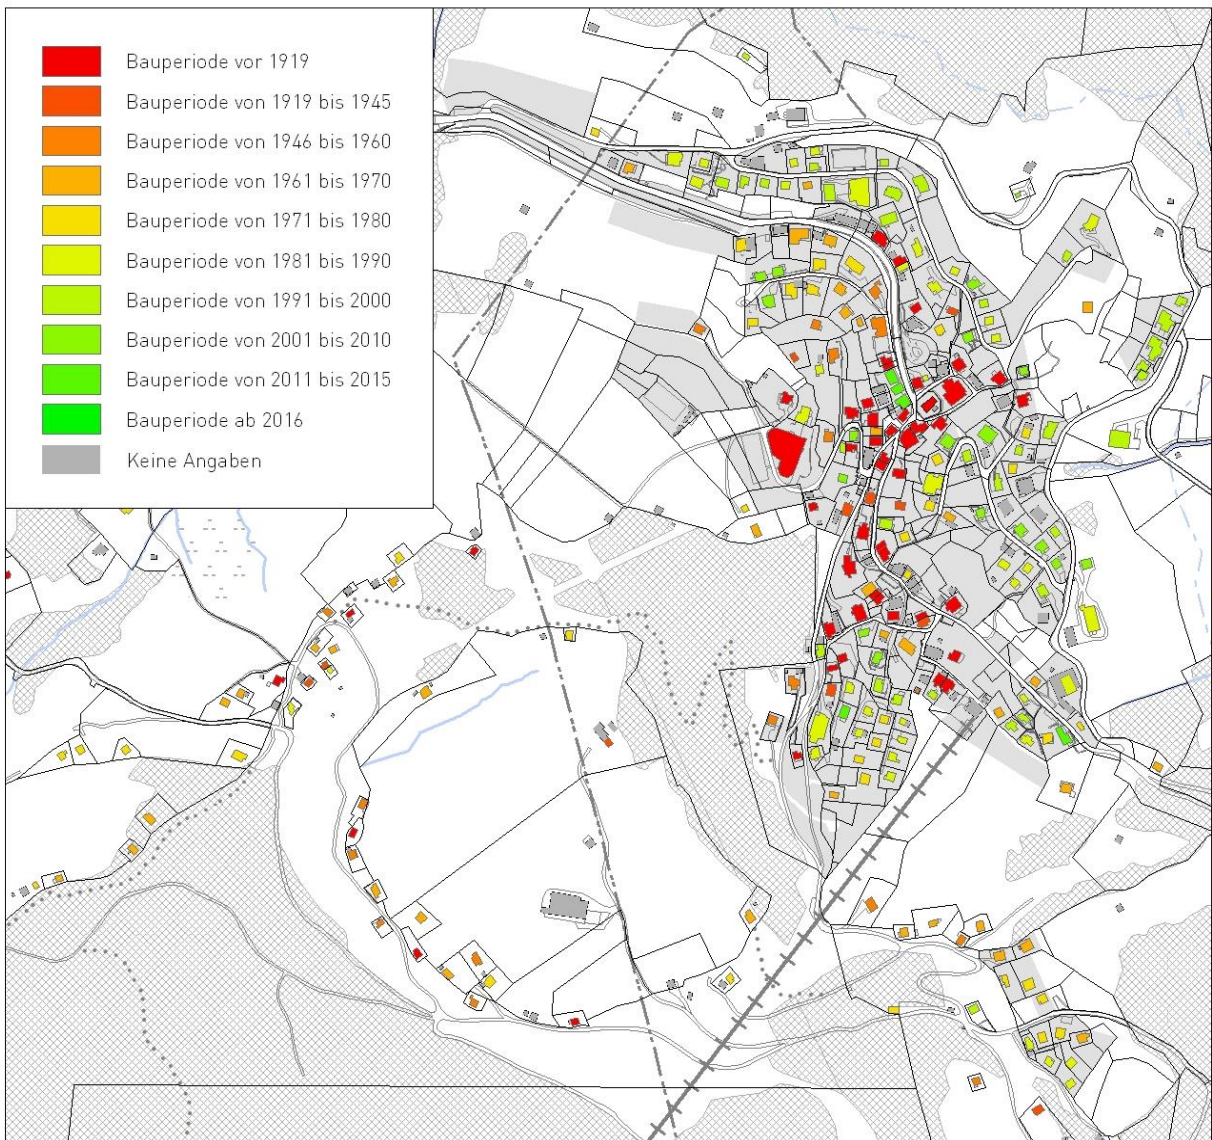 Bauperiode vor 1919
Bauperiode von 1919 bis 1945
Bauperiode von 1946 bis 1960
Bauperiode von 1961 bis 1970
Bauperiode von 1971 bis 1980
Bauperiode von 1981 bis 1990
Bauperiode von 1991 bis 2000
Bauperiode von 2001 bis 2010
Bauperiode von 2011 bis 2015
Bauperiode ab 2016
Keine Angaben